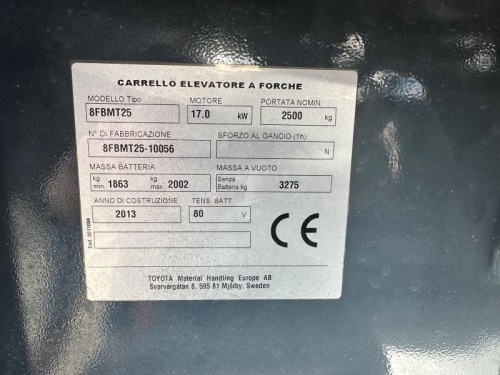 CARRELLO ELEVATORE A FORCHE
MODELLO Tipo MOTORE PORTATA NOMIN.
8FBMT25 17.0 kW 2500 kg
N° DI FABBRICAZIONE SFORZO AL GANCIO (1h)
8FBMT25-10056 N
MASSA BATTERIA MASSA A VUOTO
kg min. 1863 kg max. 2002 Senza Batteria kg 3275
ANNO DI COSTRUZIONE TENS. BATT.
2013 80 V
CE
TOYOTA Material Handling Europe AB
Svarvargatan 8, 595 81 Mjölby. Sweden